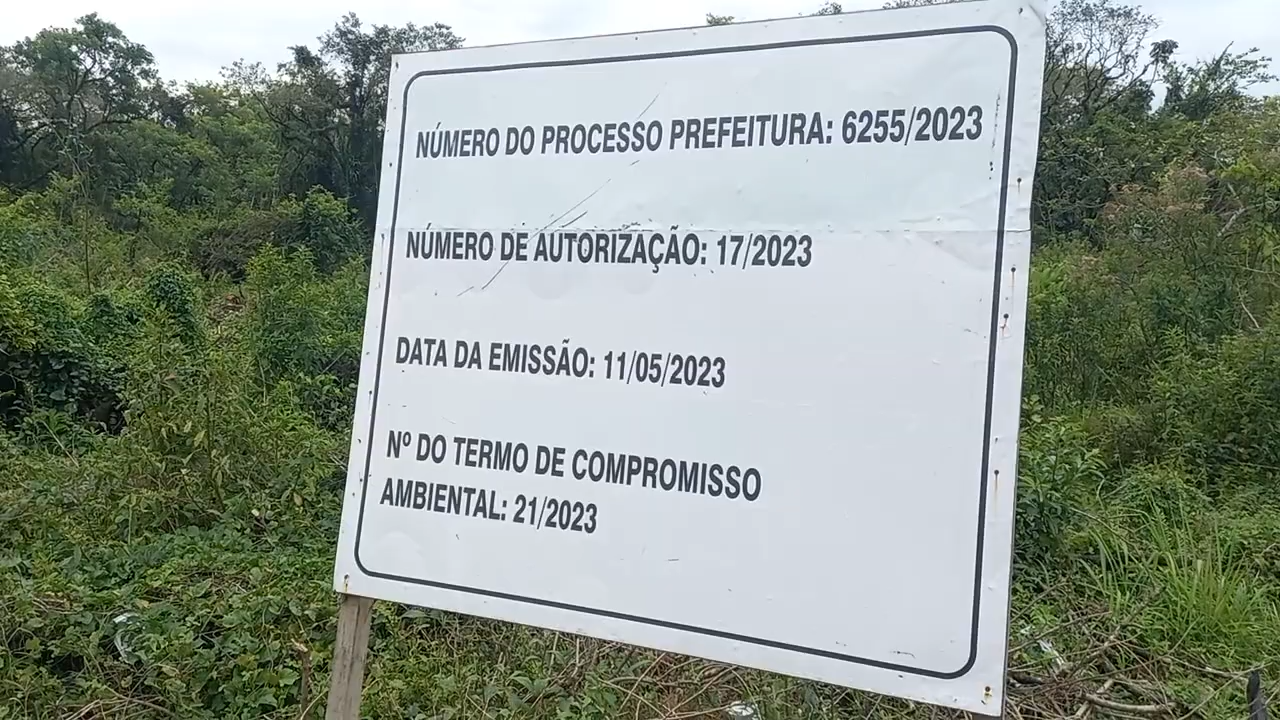 NÚMERO DO PROCESSO PREFEITURA: 6255/2023
NÚMERO DE AUTORIZAÇÃO: 17/2023
DATA DA EMISSÃO: 11/05/2023
Nº DO TERMO DE COMPROMISSO
AMBIENTAL: 21/2023